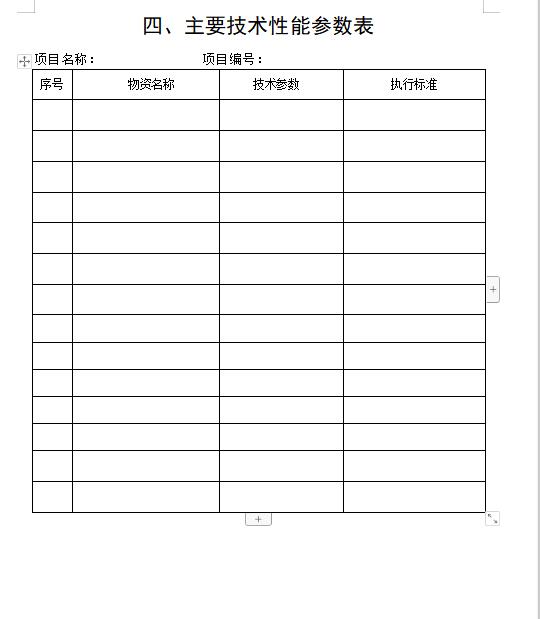 四、主要技术性能参数表
项目名称： 项目编号：
序号 物资名称 技术参数 执行标准